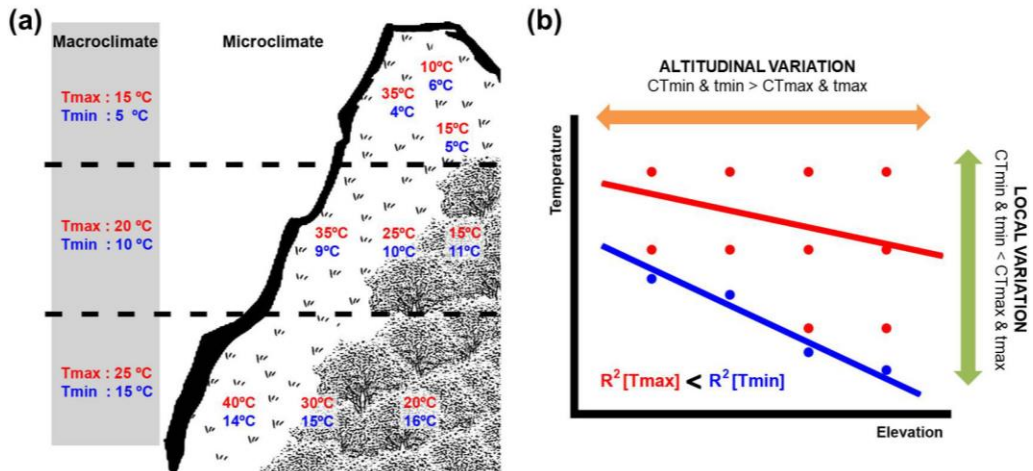 (a)
Macroclimate
Microclimate
Tmax : 15 ºC
Tmin : 5 ºC
Tmax : 20 ºC
Tmin : 10 ºC
Tmax : 25 ºC
Tmin : 15 ºC
10ºC
6ºC
35ºC
4ºC
15ºC
5ºC
35ºC
9ºC
25ºC
10ºC
15ºC
11ºC
40ºC
14ºC
30ºC
15ºC
20ºC
16ºC
(b)
ALTITUDINAL VARIATION
CTmin & tmin > CTmax & tmax
Temperature
R²[Tmax] < R²[Tmin]
Elevation
LOCAL VARIATION
CTmin & tmin < CTmax & tmax